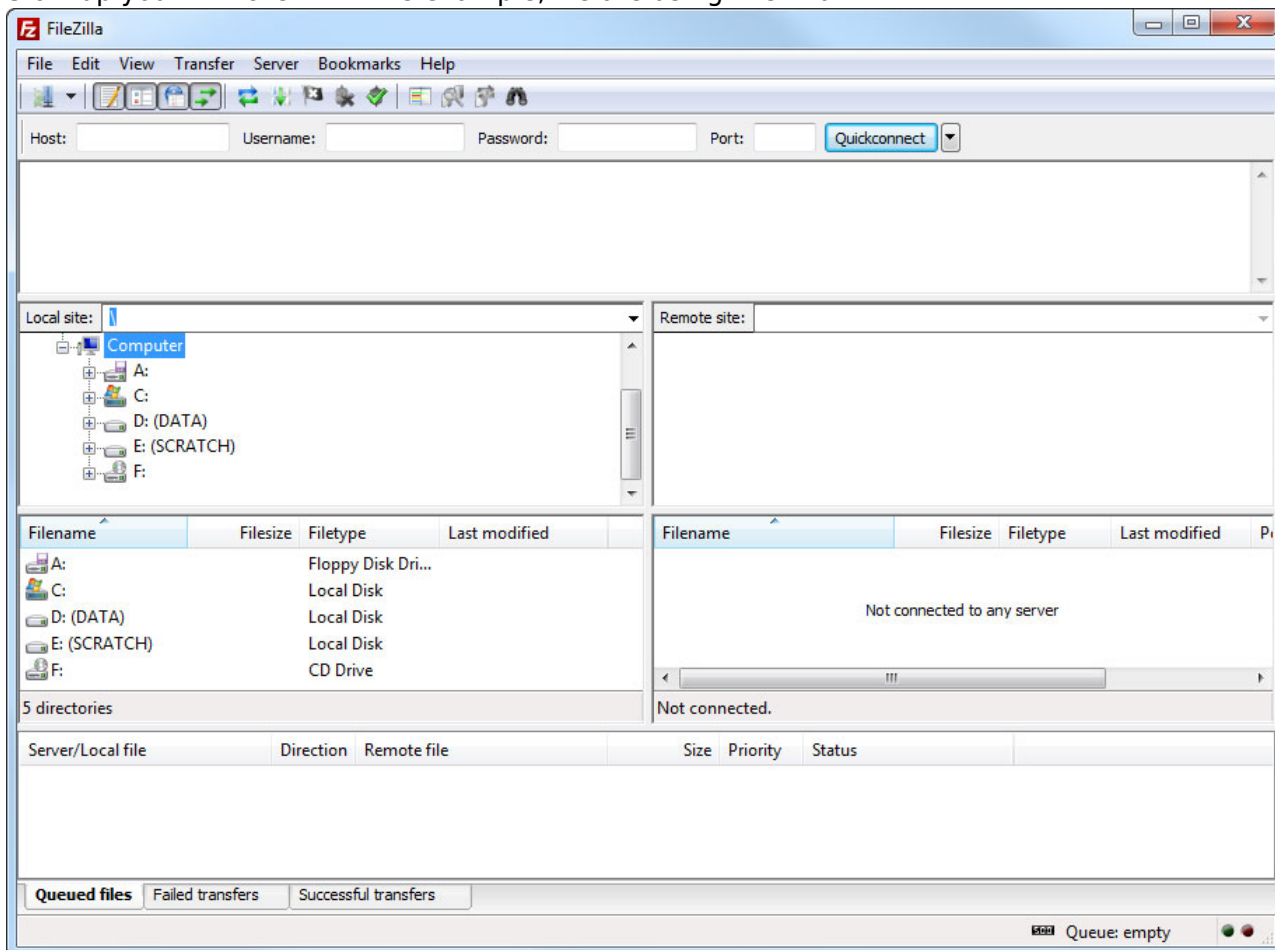 FileZilla
File Edit View Transfer Server Bookmarks Help
Host: Username: Password: Port: Quickconnect
Local site: \
Computer
A:
C:
D: (DATA)
E: (SCRATCH)
F:
Remote site:
Filename Filesize Filetype Last modified
A: Floppy Disk Dri...
C: Local Disk
D: (DATA) Local Disk
E: (SCRATCH) Local Disk
F: CD Drive
5 directories
Filename Filesize Filetype Last modified
Not connected to any server
Not connected.
Server/Local file Direction Remote file Size Priority Status
Queued files Failed transfers Successful transfers
Queue: empty